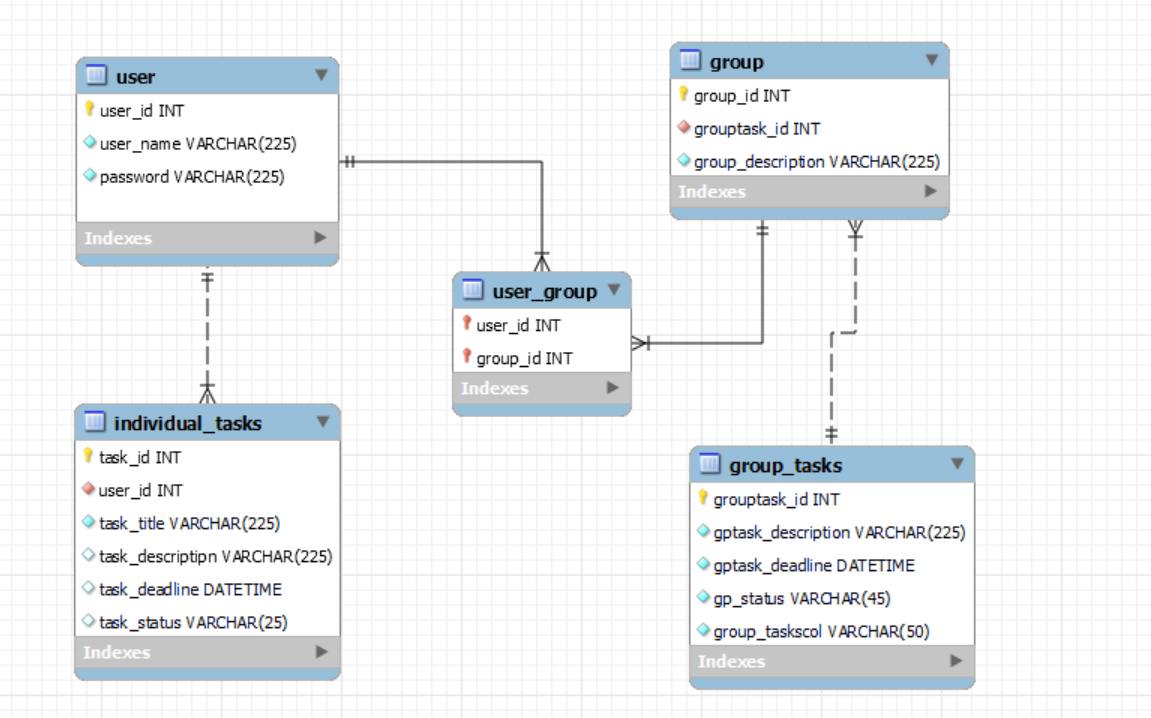 user
user_id INT
user_name VARCHAR(225)
password VARCHAR(225)
Indexes
group
group_id INT
grouptask_id INT
group_description VARCHAR(225)
Indexes
user_group
user_id INT
group_id INT
Indexes
individual_tasks
task_id INT
user_id INT
task_title VARCHAR(225)
task_descriptipn VARCHAR(225)
task_deadline DATETIME
task_status VARCHAR(25)
Indexes
group_tasks
grouptask_id INT
gptask_description VARCHAR(225)
gptask_deadline DATETIME
gp_status VARCHAR(45)
group_taskscol VARCHAR(50)
Indexes